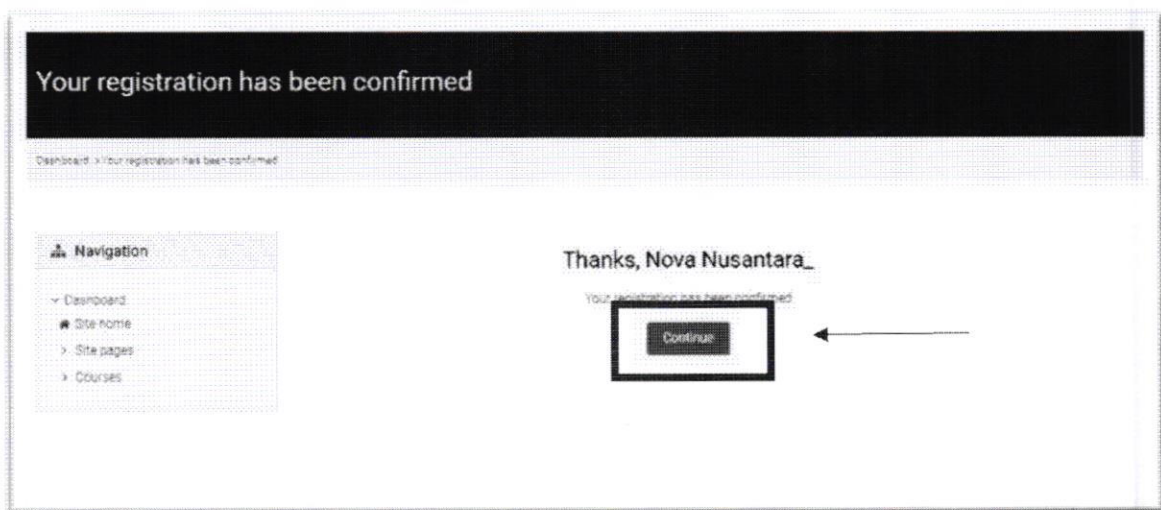 Your registration has been confirmed
Dashboard > Your registration has been confirmed
Navigation
Dashboard
Site home
Site pages
Courses
Thanks, Nova Nusantara_
Your registration has been confirmed
Continue